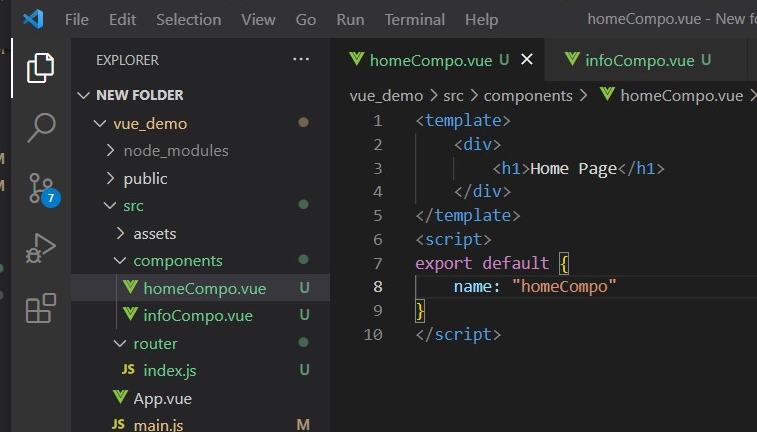 File Edit Selection View Go Run Terminal Help homeCompo.vue - New fo
EXPLORER ···
homeCompo.vue U
infoCompo.vue U
NEW FOLDER
vue_demo > src > components > homeCompo.vue >
vue_demo
node_modules
public
src
assets
components
homeCompo.vue U
infoCompo.vue U
router
JS index.js U
App.vue
JS main.js M
7
M
M
1 <template>
2 <div>
3 <h1>Home Page</h1>
4 </div>
5 </template>
6 <script>
7 export default {
8 name: "homeCompo"
9 }
10 </script>